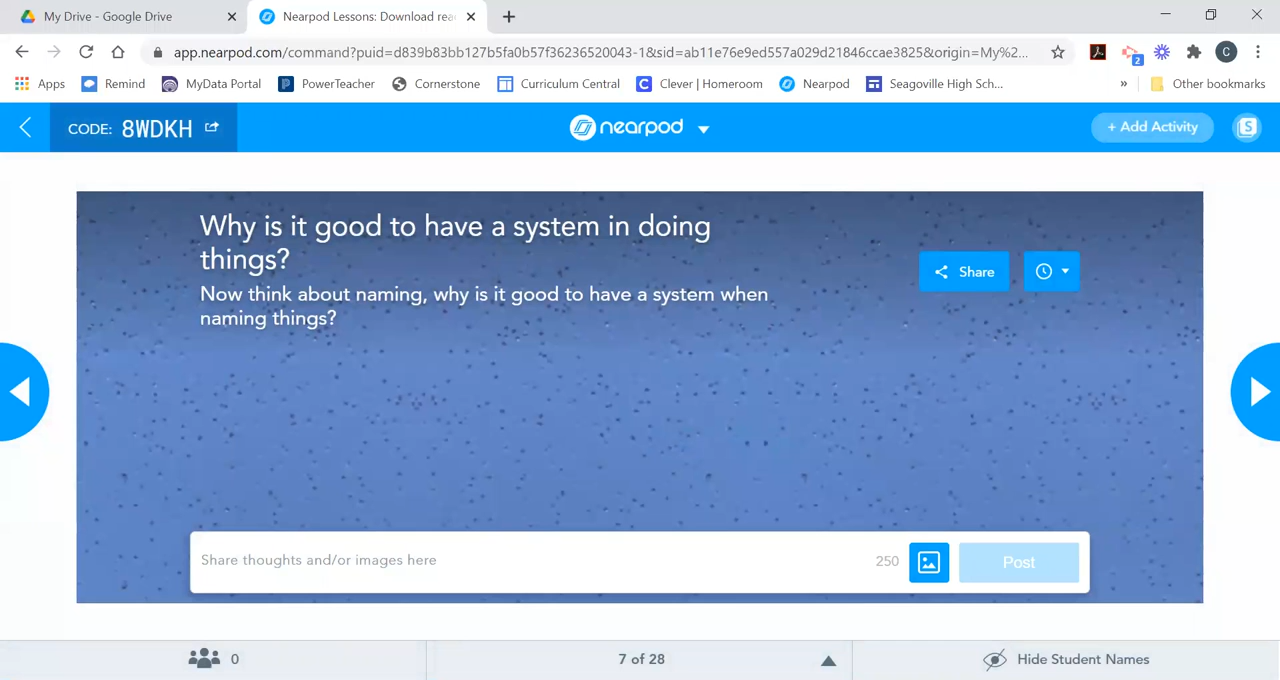 My Drive - Google Drive
Nearpod Lessons: Download rea
app.nearpod.com/command?puid=d839b83bb127b5fa0b57f36236520043-1&sid=ab11e76e9ed557a029d21846ccae3825&origin=My%2...
2
C
Apps
Remind
MyData Portal
PowerTeacher
Cornerstone
Curriculum Central
Clever | Homeroom
Nearpod
Seagoville High Sch...
»
Other bookmarks
CODE: 8WDKH
nearpod
+ Add Activity
S
Why is it good to have a system in doing
things?
Now think about naming, why is it good to have a system when
naming things?
Share
Share thoughts and/or images here
250
Post
0
7 of 28
Hide Student Names